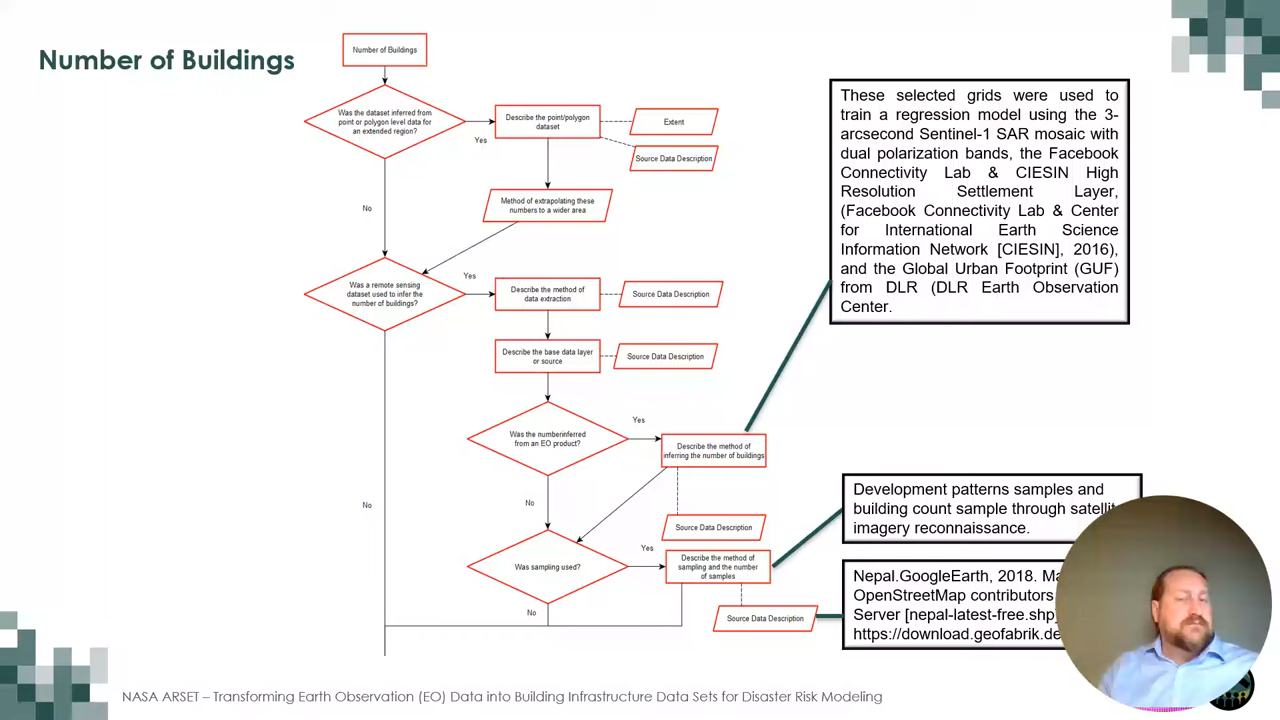 Number of Buildings
Number of Buildings
Was the dataset inferred from
point or polygon level data for
an extended region?
Yes
Describe the point/polygon
dataset
Extent
Source Data Description
No
Method of extrapolating these
numbers to a wider area
Was a remote sensing
dataset used to infer the
number of buildings?
Yes
Describe the method of
data extraction
Source Data Description
Describe the base data layer
or source
Source Data Description
Was the numberinferred
from an EO product?
Yes
Describe the method of
inferring the number of buildings
No
No
Source Data Description
Was sampling used?
Yes
Describe the method of
sampling and the number
of samples
No
Source Data Description
These selected grids were used to
train a regression model using the 3-
arcsecond Sentinel-1 SAR mosaic with
dual polarization bands, the Facebook
Connectivity Lab & CIESIN High
Resolution Settlement Layer,
(Facebook Connectivity Lab & Center
for International Earth Science
Information Network [CIESIN], 2016),
and the Global Urban Footprint (GUF)
from DLR (DLR Earth Observation
Center.
Development patterns samples and
building count sample through
imagery reconnaissance.
Nepal.GoogleEarth, 2018.
OpenStreetMap contributors
Server [nepal-latest-free.shp]
https://download.geofabrik.de
NASA ARSET – Transforming Earth Observation (EO) Data into Building Infrastructure Data Sets for Disaster Risk Modeling